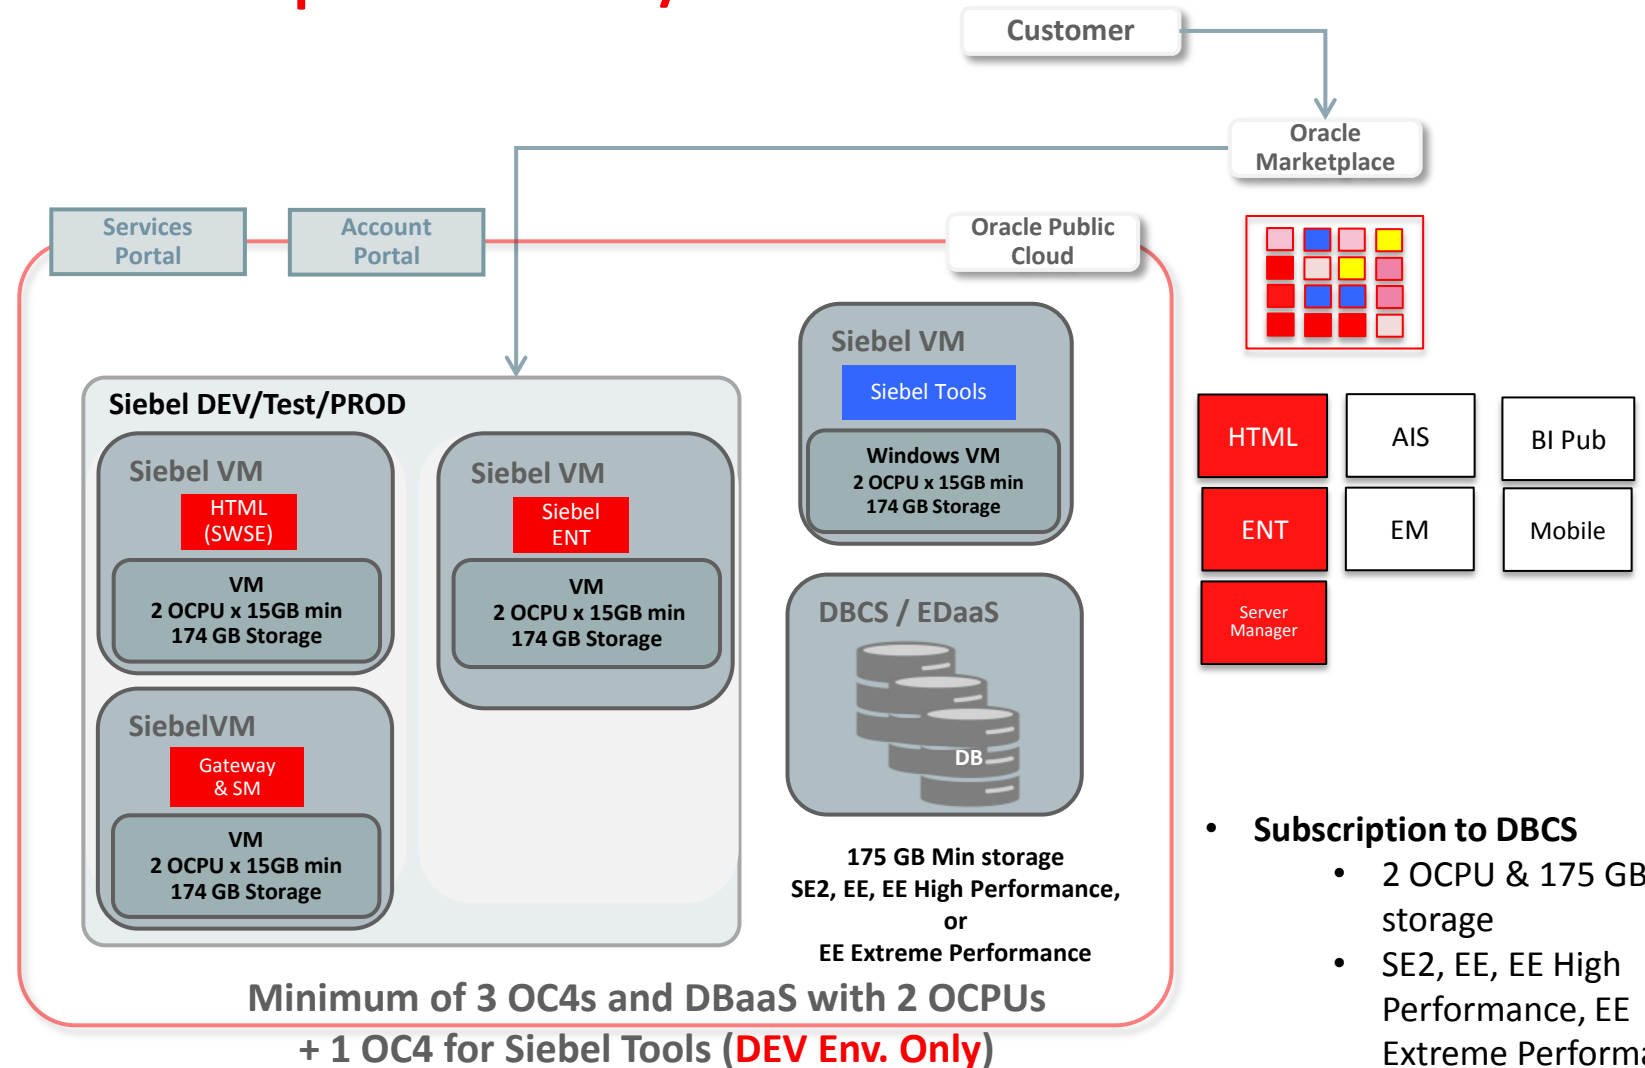 Customer
Oracle
Marketplace
Services
Portal
Account
Portal
Oracle Public
Cloud
Siebel DEV/Test/PROD
Siebel VM
HTML
(SWSE)
VM
2 OCPU x 15GB min
174 GB Storage
Siebel VM
Siebel
ENT
VM
2 OCPU x 15GB min
174 GB Storage
SiebelVM
Gateway
& SM
VM
2 OCPU x 15GB min
174 GB Storage
Siebel VM
Siebel Tools
Windows VM
2 OCPU x 15GB min
174 GB Storage
DBCS / EDaaS
DB
175 GB Min storage
SE2, EE, EE High Performance,
or
EE Extreme Performance
Minimum of 3 OC4s and DBaaS with 2 OCPUs
+ 1 OC4 for Siebel Tools (DEV Env. Only)
HTML
AIS
BI Pub
ENT
EM
Mobile
Server
Manager
• Subscription to DBCS
• 2 OCPU & 175 GB
storage
• SE2, EE, EE High
Performance, EE
Extreme